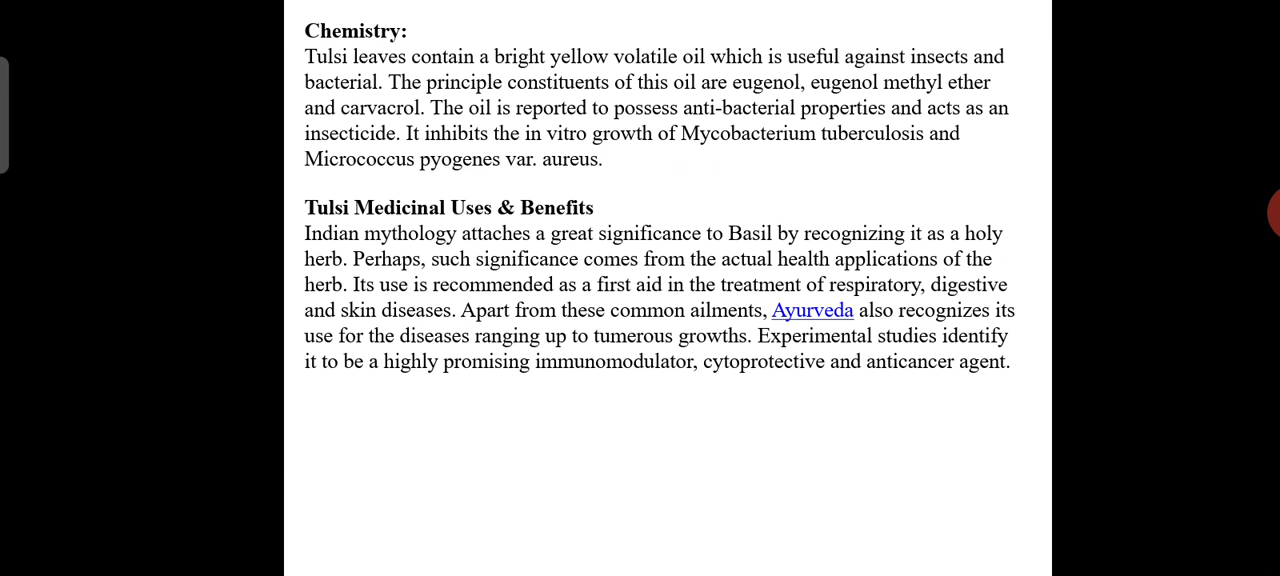 Chemistry:
Tulsi leaves contain a bright yellow volatile oil which is useful against insects and
bacterial. The principle constituents of this oil are eugenol, eugenol methyl ether
and carvacrol. The oil is reported to possess anti-bacterial properties and acts as an
insecticide. It inhibits the in vitro growth of Mycobacterium tuberculosis and
Micrococcus pyogenes var. aureus.
Tulsi Medicinal Uses & Benefits
Indian mythology attaches a great significance to Basil by recognizing it as a holy
herb. Perhaps, such significance comes from the actual health applications of the
herb. Its use is recommended as a first aid in the treatment of respiratory, digestive
and skin diseases. Apart from these common ailments, Ayurveda also recognizes its
use for the diseases ranging up to tumerous growths. Experimental studies identify
it to be a highly promising immunomodulator, cytoprotective and anticancer agent.